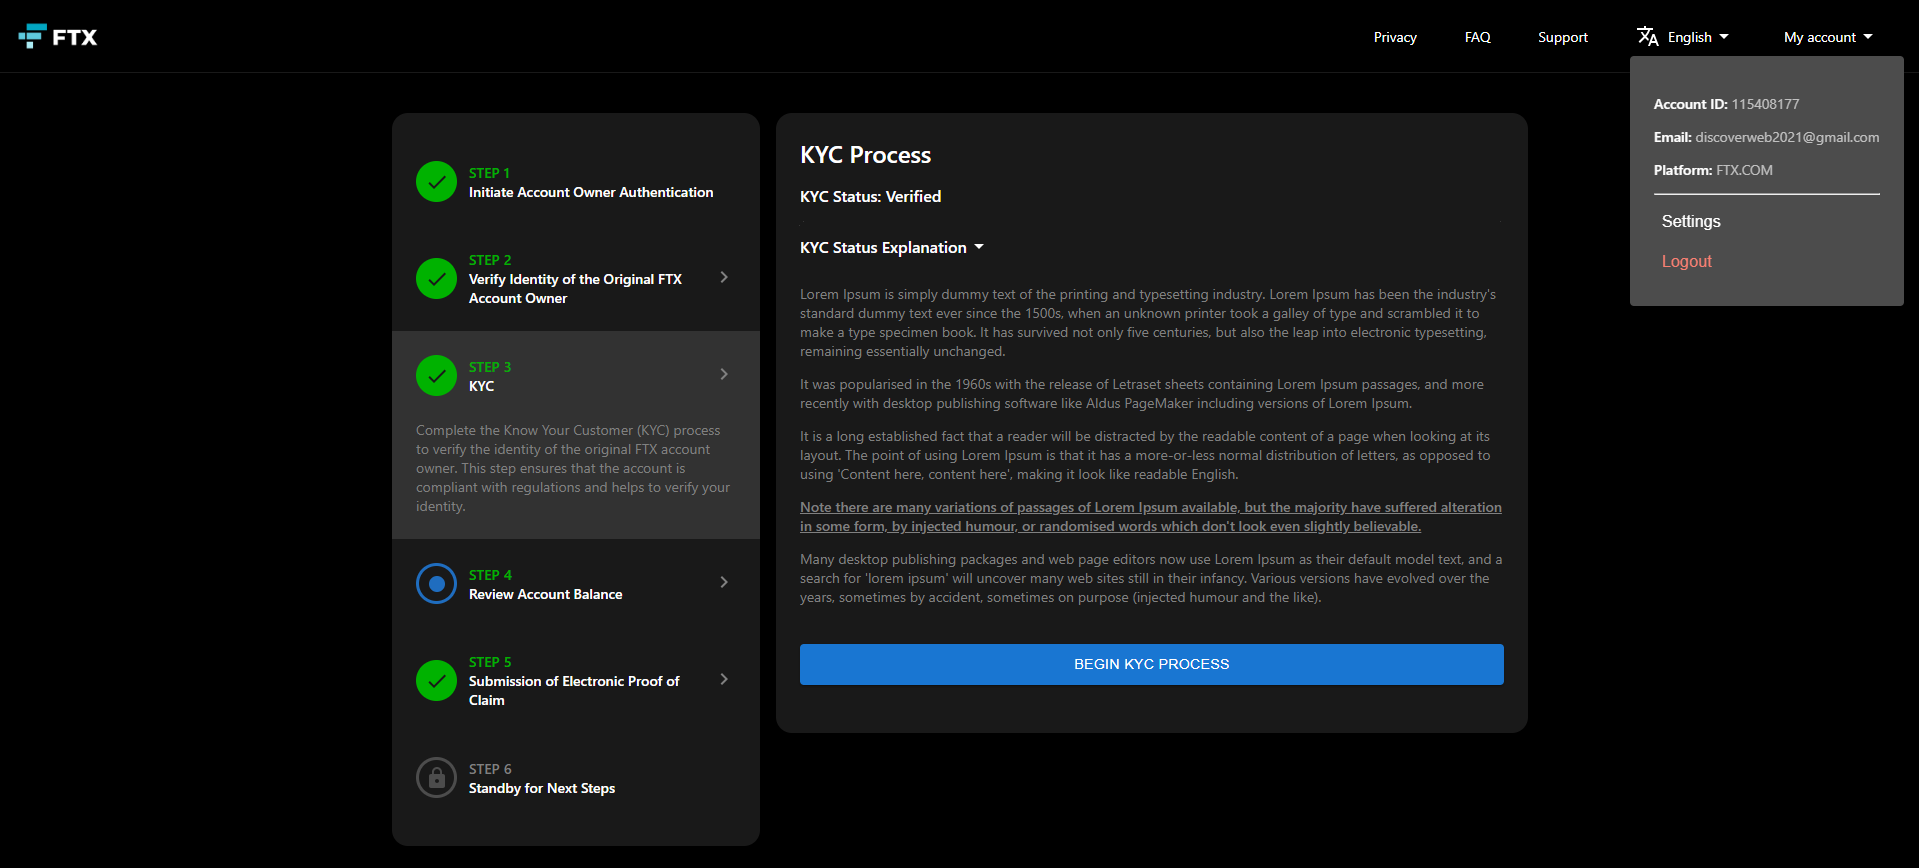 FTX
Privacy
FAQ
Support
English
My account
Account ID: 115408177
Email: discoverweb2021@gmail.com
Platform: FTX.COM
Settings
Logout
STEP 1
Initiate Account Owner Authentication
STEP 2
Verify Identity of the Original FTX
Account Owner
STEP 3
KYC
Complete the Know Your Customer (KYC) process
to verify the identity of the original FTX account
owner. This step ensures that the account is
compliant with regulations and helps to verify your
identity.
STEP 4
Review Account Balance
STEP 5
Submission of Electronic Proof of
Claim
STEP 6
Standby for Next Steps
KYC Process
KYC Status: Verified
KYC Status Explanation
Lorem Ipsum is simply dummy text of the printing and typesetting industry. Lorem Ipsum has been the industry's
standard dummy text ever since the 1500s, when an unknown printer took a galley of type and scrambled it to
make a type specimen book. It has survived not only five centuries, but also the leap into electronic typesetting,
remaining essentially unchanged.
It was popularised in the 1960s with the release of Letraset sheets containing Lorem Ipsum passages, and more
recently with desktop publishing software like Aldus PageMaker including versions of Lorem Ipsum.
It is a long established fact that a reader will be distracted by the readable content of a page when looking at its
layout. The point of using Lorem Ipsum is that it has a more-or-less normal distribution of letters, as opposed to
using 'Content here, content here', making it look like readable English.
Note there are many variations of passages of Lorem Ipsum available, but the majority have suffered alteration
in some form, by injected humour, or randomised words which don't look even slightly believable.
Many desktop publishing packages and web page editors now use Lorem Ipsum as their default model text, and a
search for 'lorem ipsum' will uncover many web sites still in their infancy. Various versions have evolved over the
years, sometimes by accident, sometimes on purpose (injected humour and the like).
BEGIN KYC PROCESS